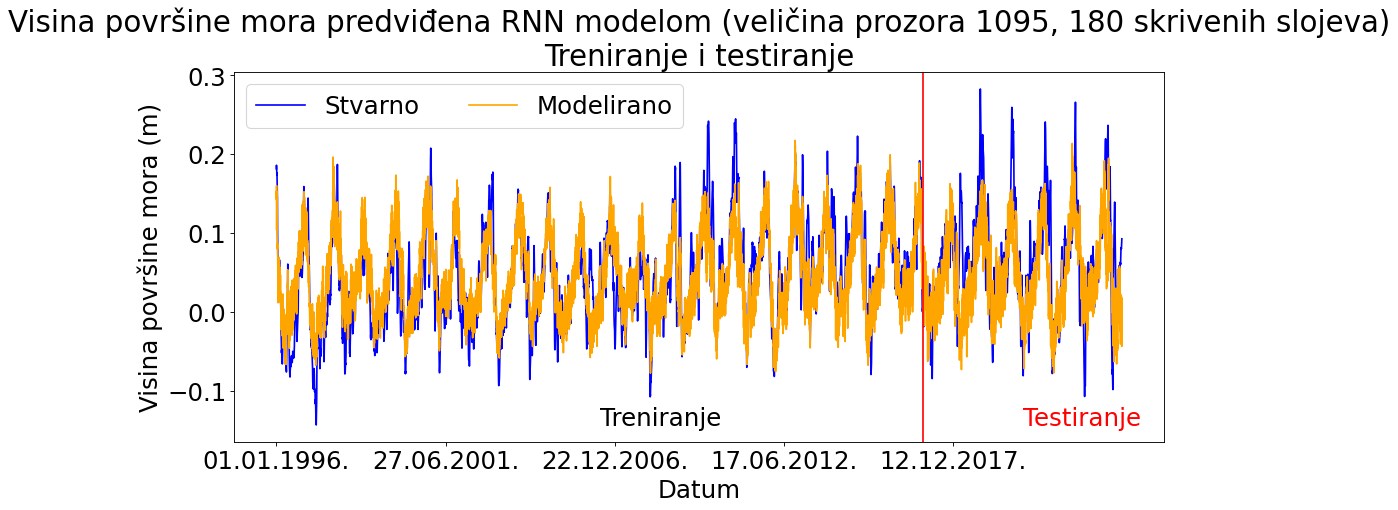 Visina površine mora predviđena RNN modelom (veličina prozora 1095, 180 skrivenih slojeva)
Treniranje i testiranje
Stvarno
Modelirano
Visina površine mora (m)
0.3
0.2
0.1
0.0
−0.1
Treniranje
Testiranje
01.01.1996.
27.06.2001.
22.12.2006.
17.06.2012.
12.12.2017.
Datum